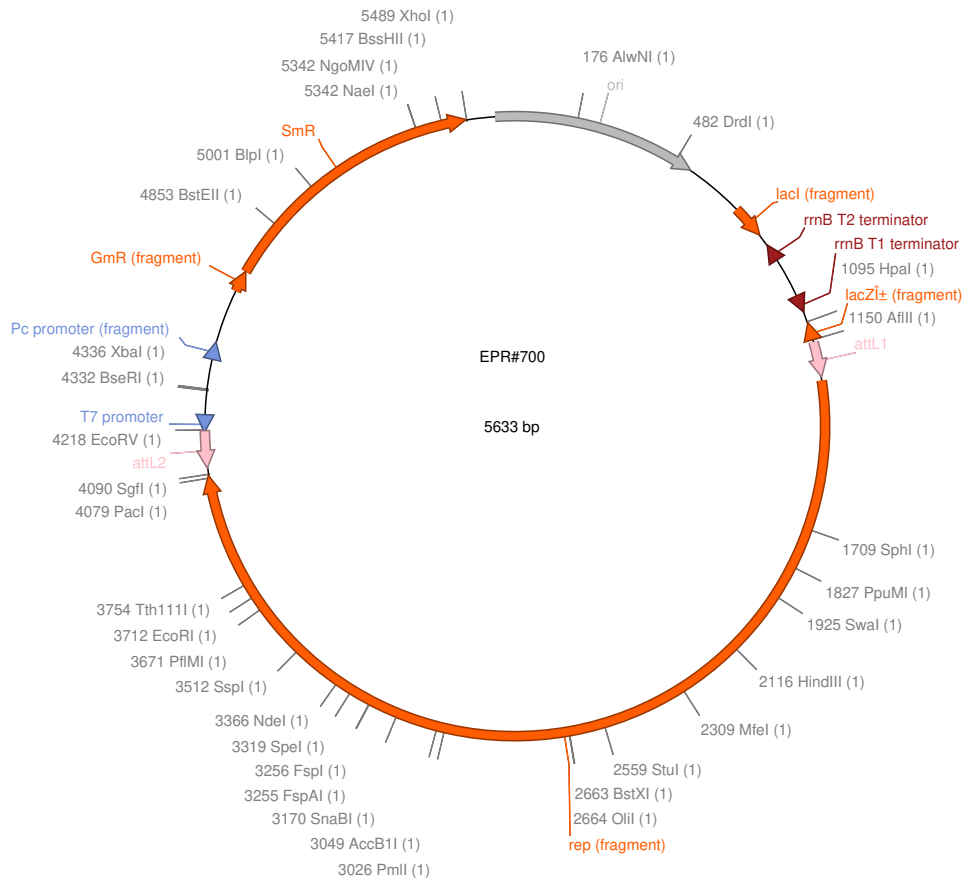 5489 XhoI (1)
5417 BssHII (1)
5342 NgoMIV (1)
5342 NaeI (1)
SmR
5001 BlpI (1)
4853 BstEII (1)
GmR (fragment)
Pc promoter (fragment)
4336 XbaI (1)
4332 BseRI (1)
T7 promoter
4218 EcoRV (1)
attL2
4090 SgfI (1)
4079 PacI (1)
3754 Tth111I (1)
3712 EcoRI (1)
3671 PflMI (1)
3512 SspI (1)
3366 NdeI (1)
3319 SpeI (1)
3256 FspI (1)
3255 FspAI (1)
3170 SnaBI (1)
3049 AccB1I (1)
3026 PmlI (1)
176 AlwNI (1)
ori
482 DrdI (1)
lacI (fragment)
rrnB T2 terminator
rrnB T1 terminator
1095 HpaI (1)
lacZÎ± (fragment)
1150 AflII (1)
attL1
1709 SphI (1)
1827 PpuMI (1)
1925 SwaI (1)
2116 HindIII (1)
2309 MfeI (1)
2559 StuI (1)
2663 BstXI (1)
2664 OliI (1)
rep (fragment)
EPR#700
5633 bp